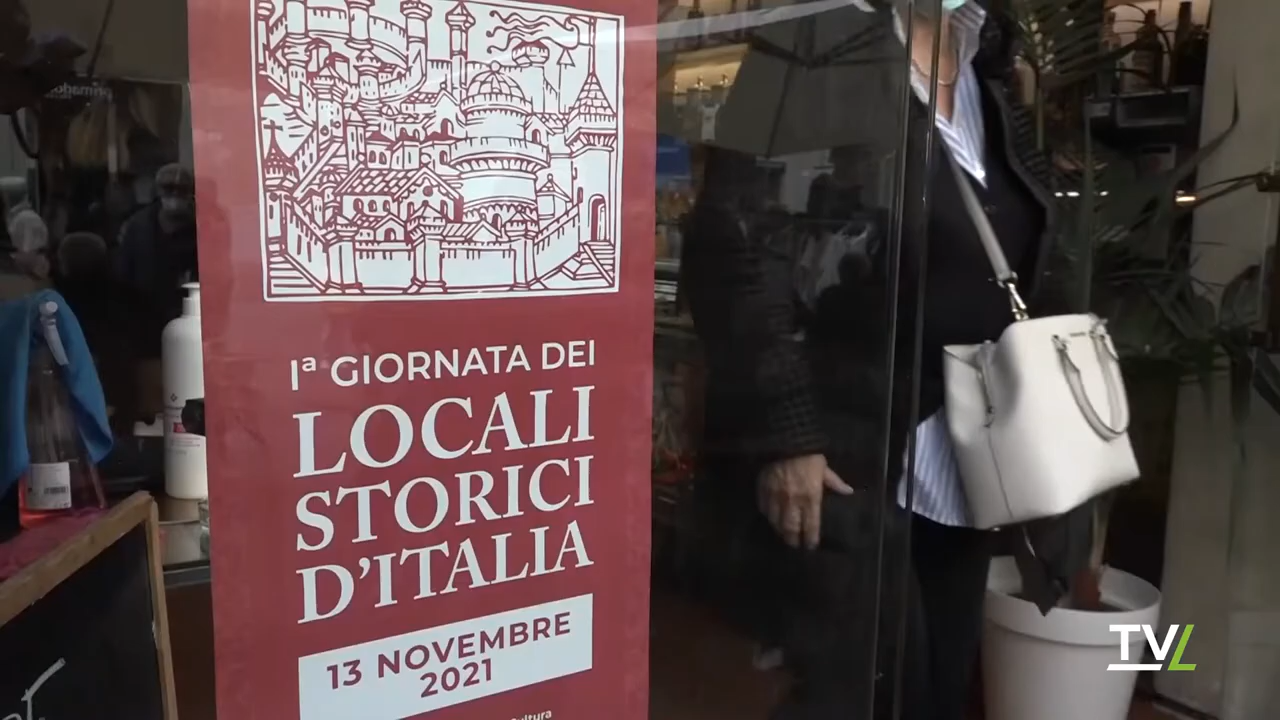 Iª GIORNATA DEI
LOCALI
STORICI
D'ITALIA
13 NOVEMBRE
2021
TVL